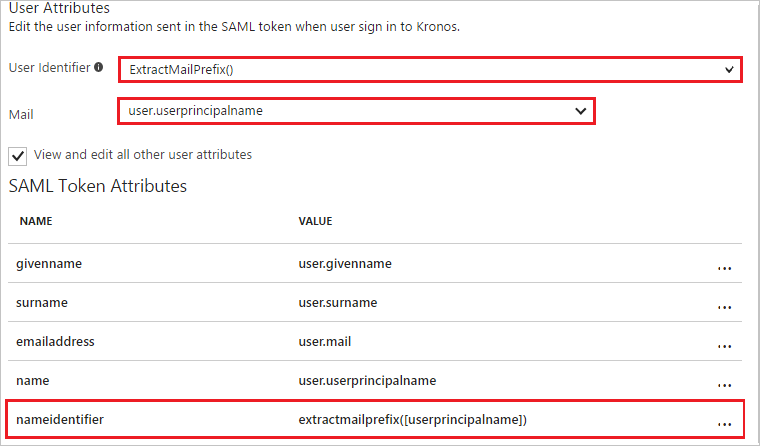 User Attributes
Edit the user information sent in the SAML token when user sign in to Kronos.
User Identifier ExtractMailPrefix()
Mail user.userprincipalname
View and edit all other user attributes
SAML Token Attributes
NAME VALUE
givenname user.givenname ...
surname user.surname ...
emailaddress user.mail ...
name user.userprincipalname ...
nameidentifier extractmailprefix([userprincipalname]) ...